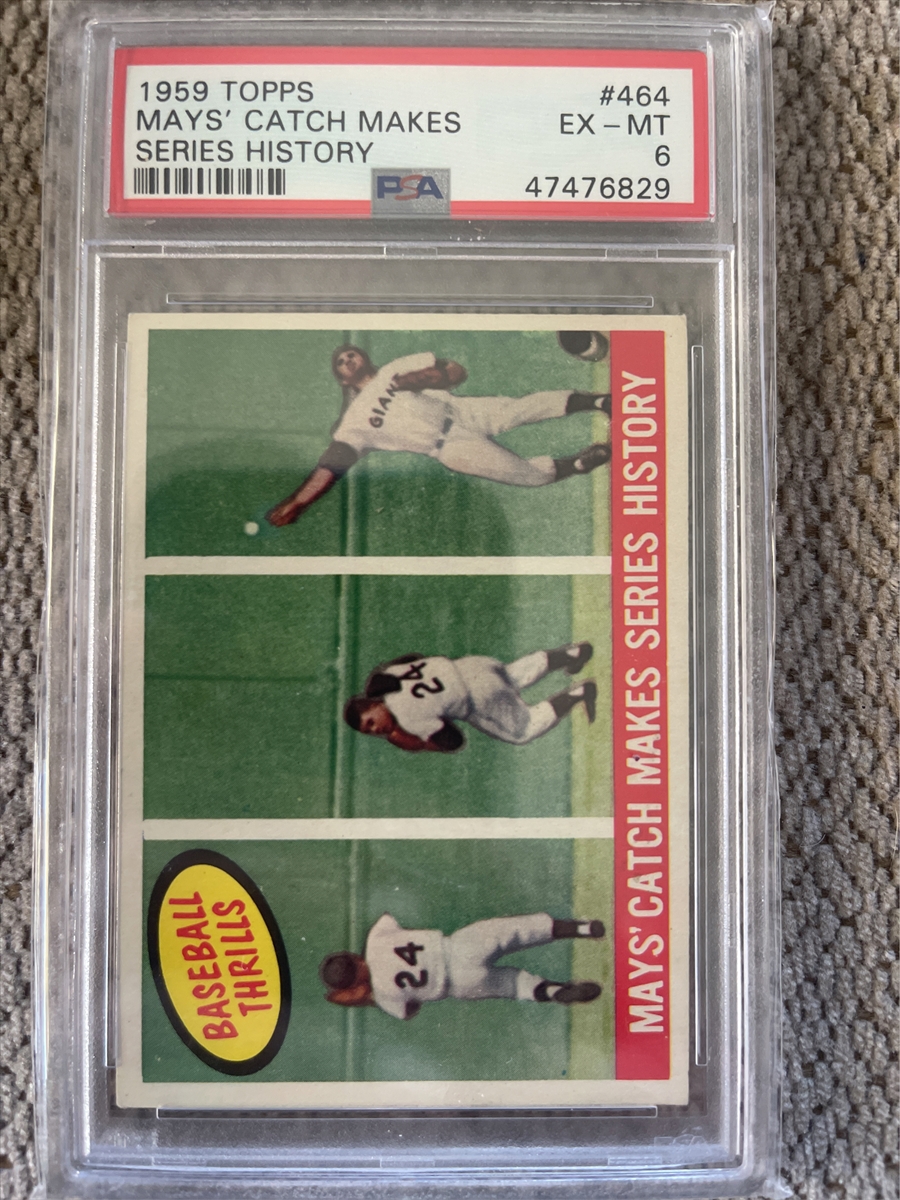 1959 TOPPS
#464
MAYS' CATCH MAKES
EX - MT
SERIES HISTORY
6
PSA
47476829
GIANT
24
24
BASEBALL
THRILLS
MAYS' CATCH MAKES SERIES HISTORY